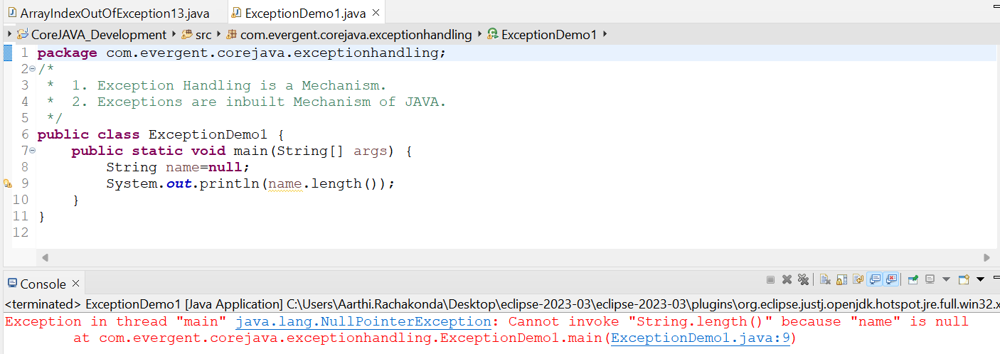 ArrayIndexOutOfException13.java ExceptionDemo1.java
CoreJAVA_Development src com.evergent.corejava.exceptionhandling ExceptionDemo1
1 package com.evergent.corejava.exceptionhandling;
2 /*
3 * 1. Exception Handling is a Mechanism.
4 * 2. Exceptions are inbuilt Mechanism of JAVA.
5 */
6 public class ExceptionDemo1 {
7 public static void main(String[] args) {
8 String name=null;
9 System.out.println(name.length());
10 }
11 }
12
Console
<terminated> ExceptionDemo1 [Java Application] C:\Users\Aarthi.Rachakonda\Desktop\eclipse-2023-03\eclipse-2023-03\plugins\org.eclipse.justj.openjdk.hotspot.jre.full.win32.x
Exception in thread "main" java.lang.NullPointerException: Cannot invoke "String.length()" because "name" is null
at com.evergent.corejava.exceptionhandling.ExceptionDemo1.main(ExceptionDemo1.java:9)